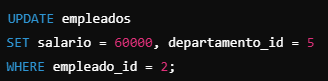 UPDATE empleados
SET salario = 60000, departamento_id = 5
WHERE empleado_id = 2;